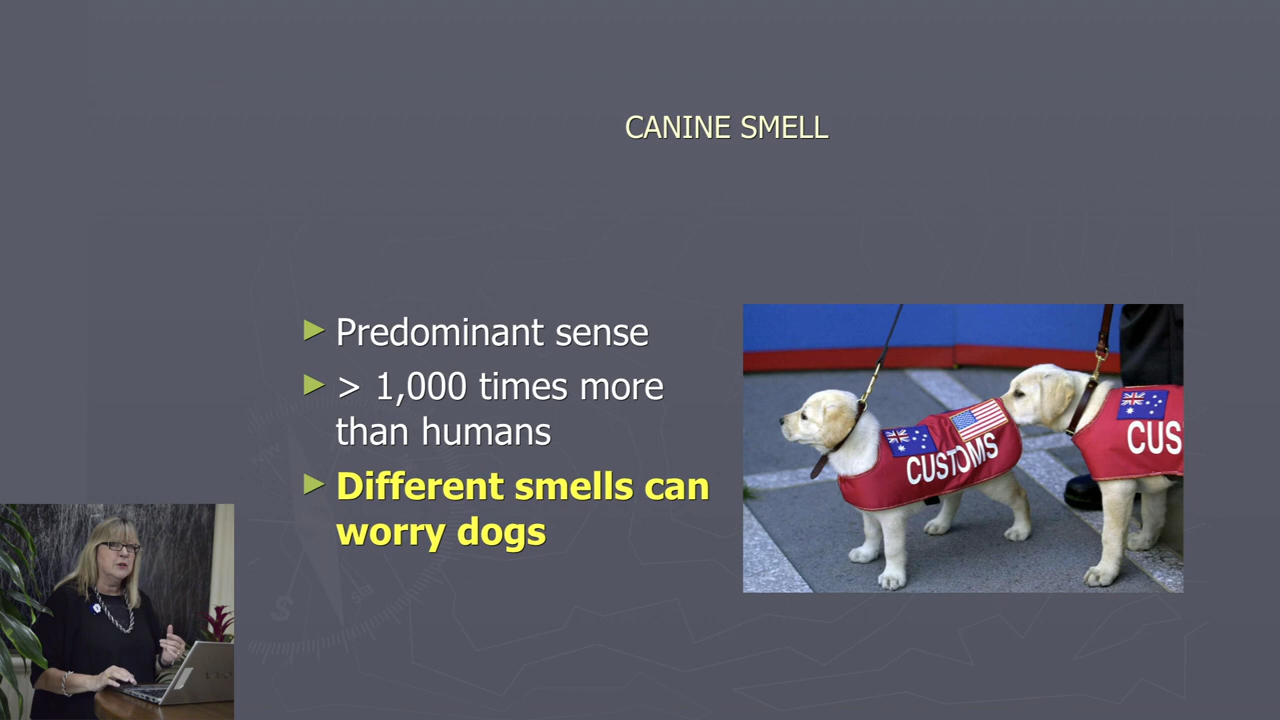 CANINE SMELL
► Predominant sense
► > 1,000 times more
than humans
► Different smells can
worry dogs
CUSTOMS
CUS
S